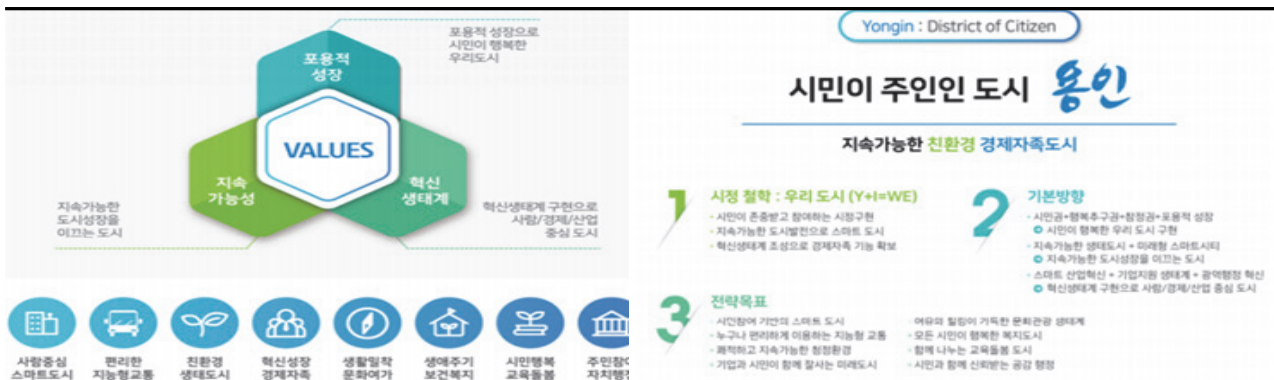 포용적 성장으로
시민이 행복한
우리도시
포용적
성장
VALUES
지속
가능성
혁신
생태계
지속가능한
도시성장을
이끄는 도시
혁신생태계 구현으로
사람/경제/산업
중심 도시
사람중심
스마트도시
편리한
지능형교통
친환경
생태도시
혁신성장
경제자족
생활밀착
문화여가
생애주기
보건복지
시민행복
교육돌봄
주민참여
자치행정
Yongin : District of Citizen
시민이 주인인 도시 용인
지속가능한 친환경 경제자족도시
1
시정 철학 : 우리 도시 (Y+I=WE)
- 시민이 존중받고 참여하는 시정구현
- 지속가능한 도시발전으로 스마트 도시
- 혁신생태계 조성으로 경제자족 기능 확보
2
기본방향
- 시민권+행복추구권+참정권+포용적 성장
시민이 행복한 우리 도시 구현
- 지속가능한 생태도시 + 미래형 스마트시티
지속가능한 도시성장을 이끄는 도시
- 스마트 산업혁신 + 기업지원 생태계 + 광역행정 혁신
혁신생태계 구현으로 사람/경제/산업 중심 도시
3
전략목표
- 시민참여 기반의 스마트 도시
- 누구나 편리하게 이용하는 지능형 교통
- 쾌적하고 지속가능한 청정환경
- 기업과 시민이 함께 잘사는 미래도시
- 여유와 힐링이 가득한 문화관광 생태계
- 모든 시민이 행복한 복지도시
- 함께 나누는 교육돌봄 도시
- 시민과 함께 신뢰받는 공감 행정